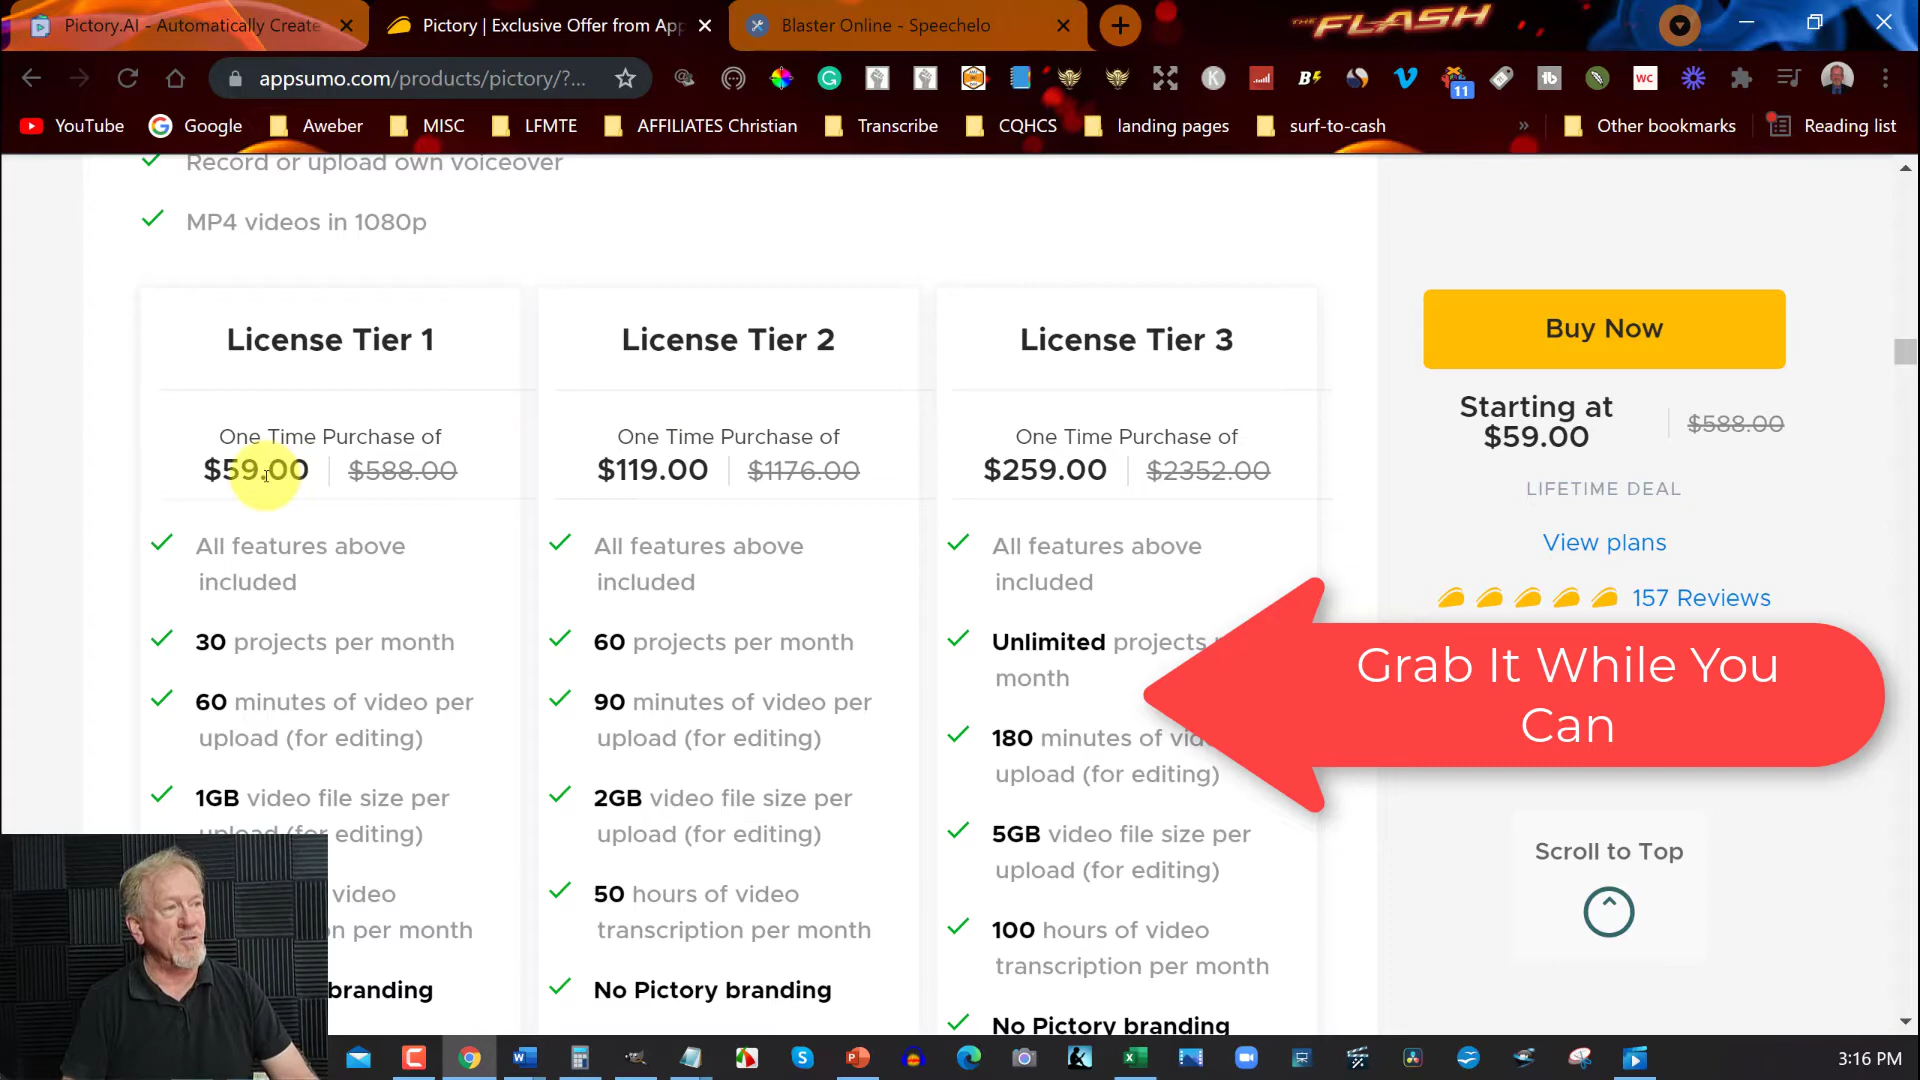 Pictory.AI - Automatically Create
Pictory | Exclusive Offer from App
Blaster Online - Speechelo
THE FLASH
appsumo.com/products/pictory/?...
11
WC
YouTube
Google
Aweber
MISC
LFMTE
AFFILIATES Christian
Transcribe
CQHCS
landing pages
surf-to-cash
»
Other bookmarks
Reading list
Record or upload own voiceover
MP4 videos in 1080p
License Tier 1
One Time Purchase of
$59.00
$588.00
All features above
included
30 projects per month
60 minutes of video per
upload (for editing)
1GB video file size per
upload (for editing)
video
per month
branding
License Tier 2
One Time Purchase of
$119.00
$1176.00
All features above
included
60 projects per month
90 minutes of video per
upload (for editing)
2GB video file size per
upload (for editing)
50 hours of video
transcription per month
No Pictory branding
License Tier 3
One Time Purchase of
$259.00
$2352.00
All features above
included
Unlimited projects
month
180 minutes of
upload (for editing)
5GB video file size per
upload (for editing)
100 hours of video
transcription per month
No Pictory branding
Buy Now
Starting at
$59.00
$588.00
LIFETIME DEAL
View plans
157 Reviews
Grab It While You
Can
Scroll to Top
3:16 PM